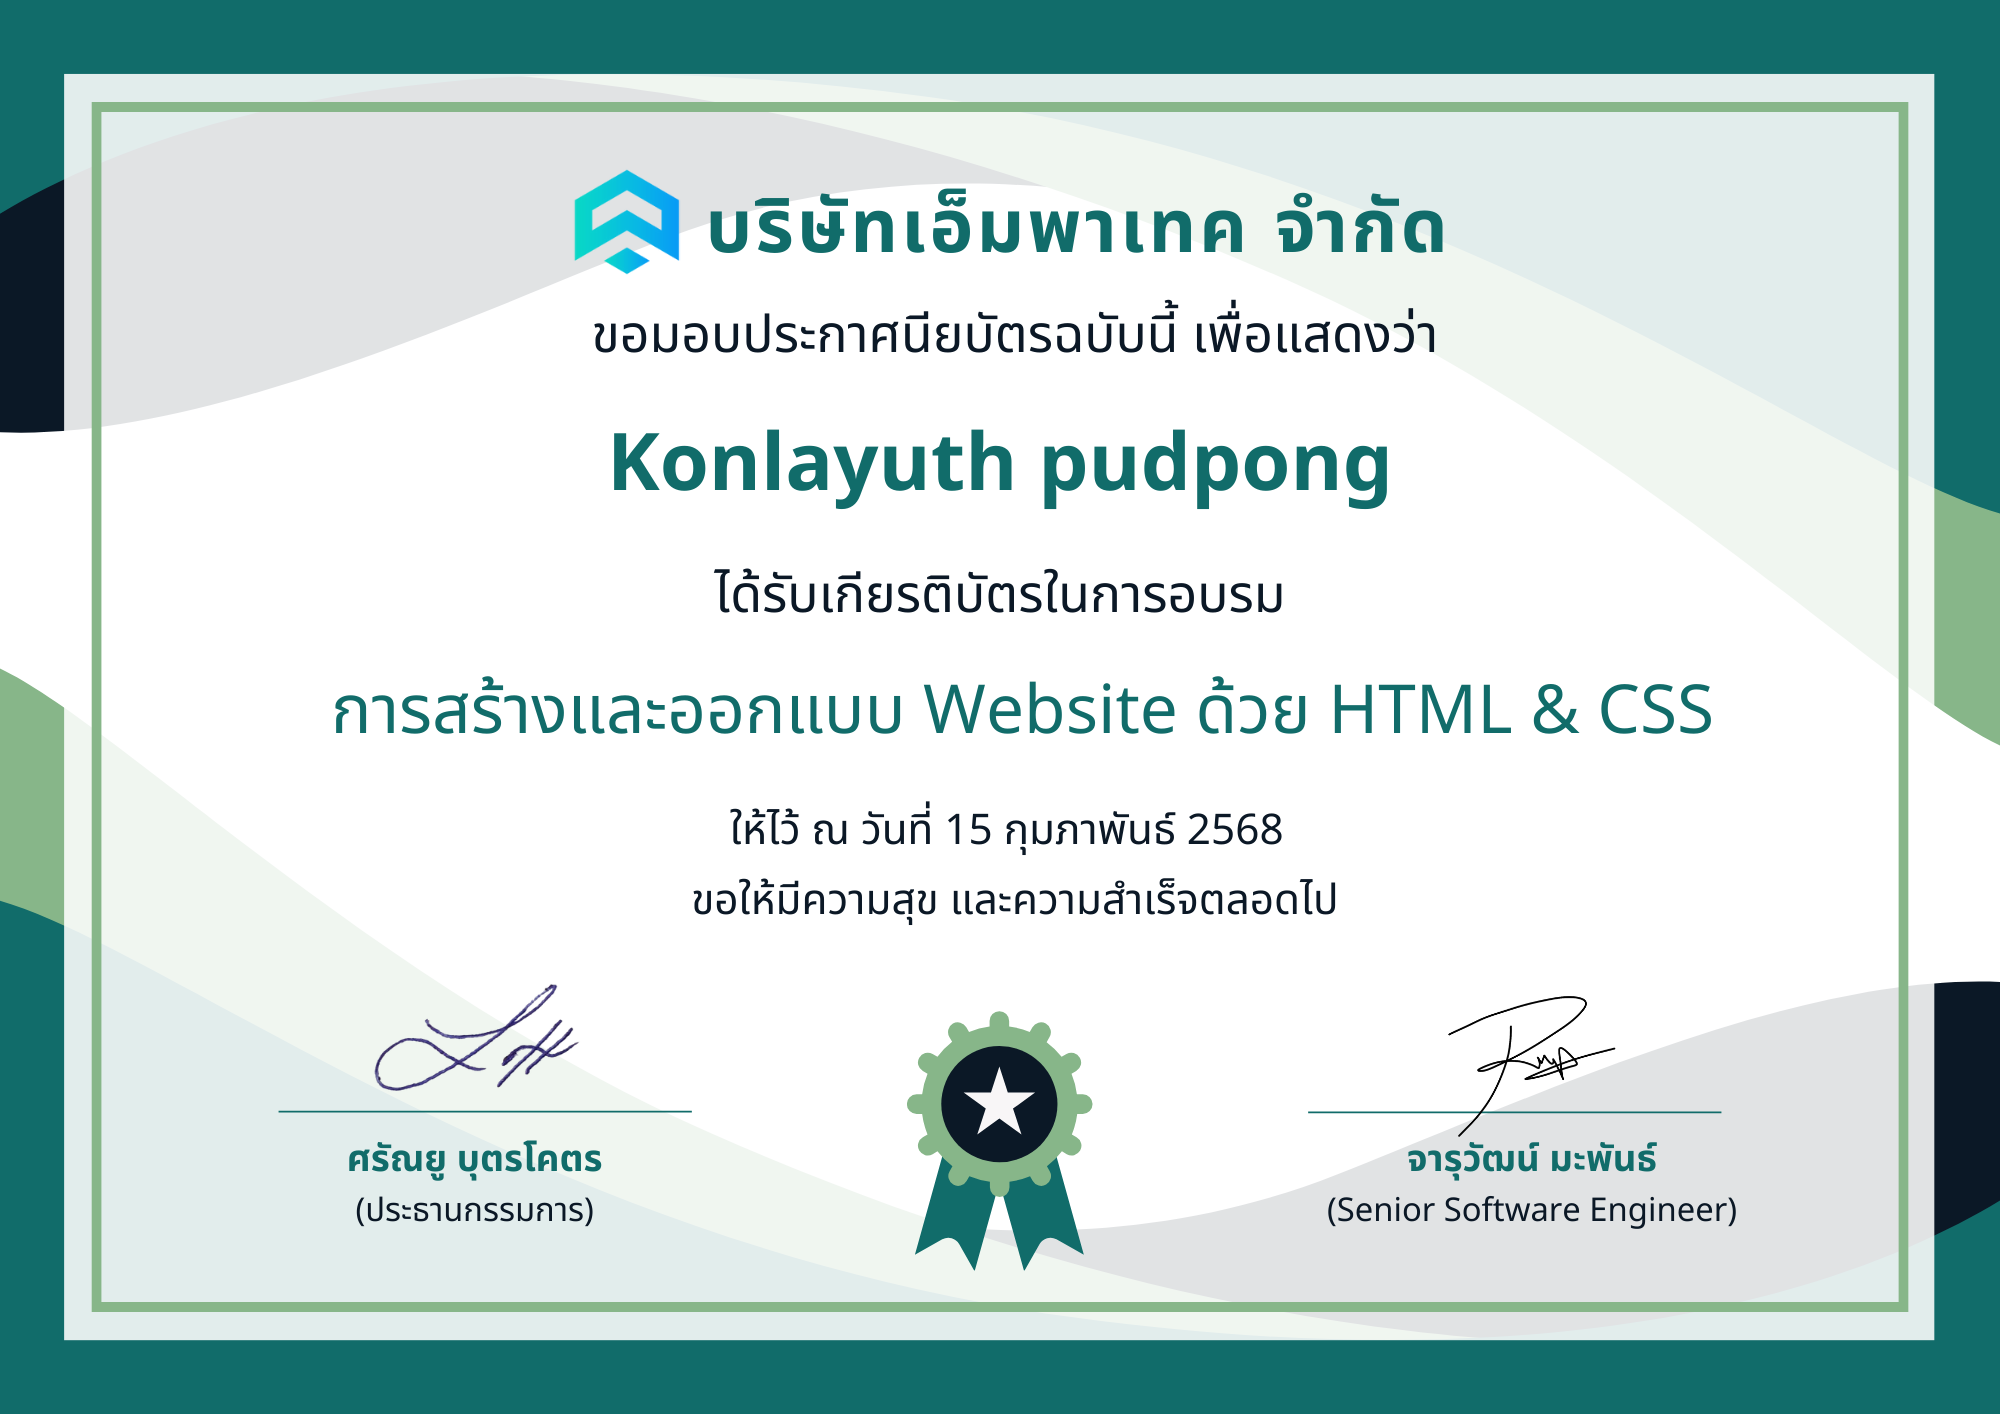 บริษัทเอ็มพาเทค จำกัด
ขอมอบประกาศนียบัตรฉบับนี้ เพื่อแสดงว่า
Konlayuth pudpong
ได้รับเกียรติบัตรในการอบรม
การสร้างและออกแบบ Website ด้วย HTML & CSS
ให้ไว้ ณ วันที่ 15 กุมภาพันธ์ 2568
ขอให้มีความสุข และความสำเร็จตลอดไป
ศรัณยู บุตรโคตร
(ประธานกรรมการ)
จารุวัฒน์ มะพันธ์
(Senior Software Engineer)